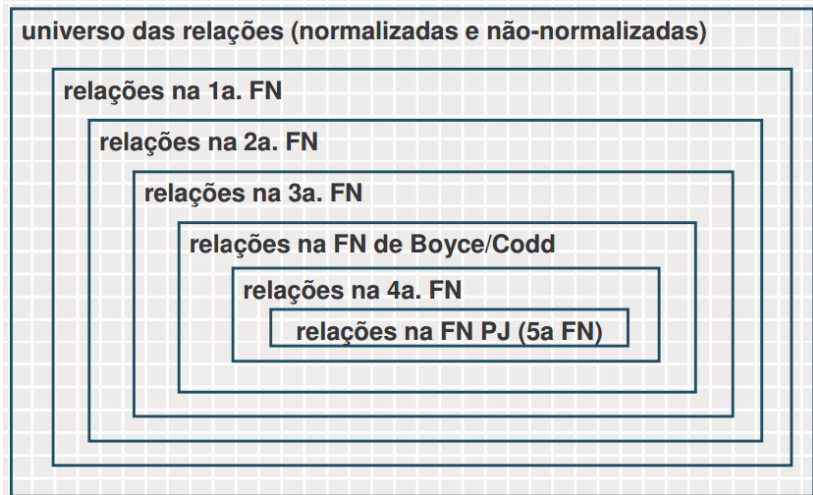 universo das relações (normalizadas e não-normalizadas)
relações na 1a. FN
relações na 2a. FN
relações na 3a. FN
relações na FN de Boyce/Codd
relações na 4a. FN
relações na FN PJ (5a FN)